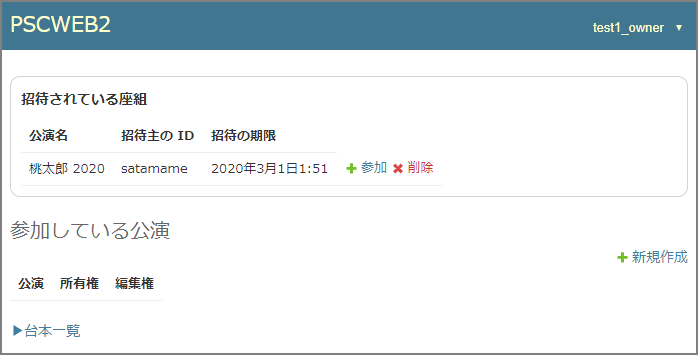 PSCWEB2
test1_owner ▼
招待されている座組
公演名 招待主の ID 招待の期限
桃太郎 2020 satamame 2020年3月1日1:51 参加 削除
参加している公演
新規作成
公演 所有権 編集権
▶台本一覧